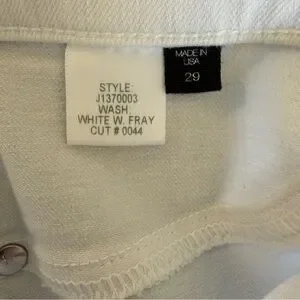 STYLE:
J1370003
WASH:
WHITE W. FRAY
CUT # 0044
MADE IN
USA
29